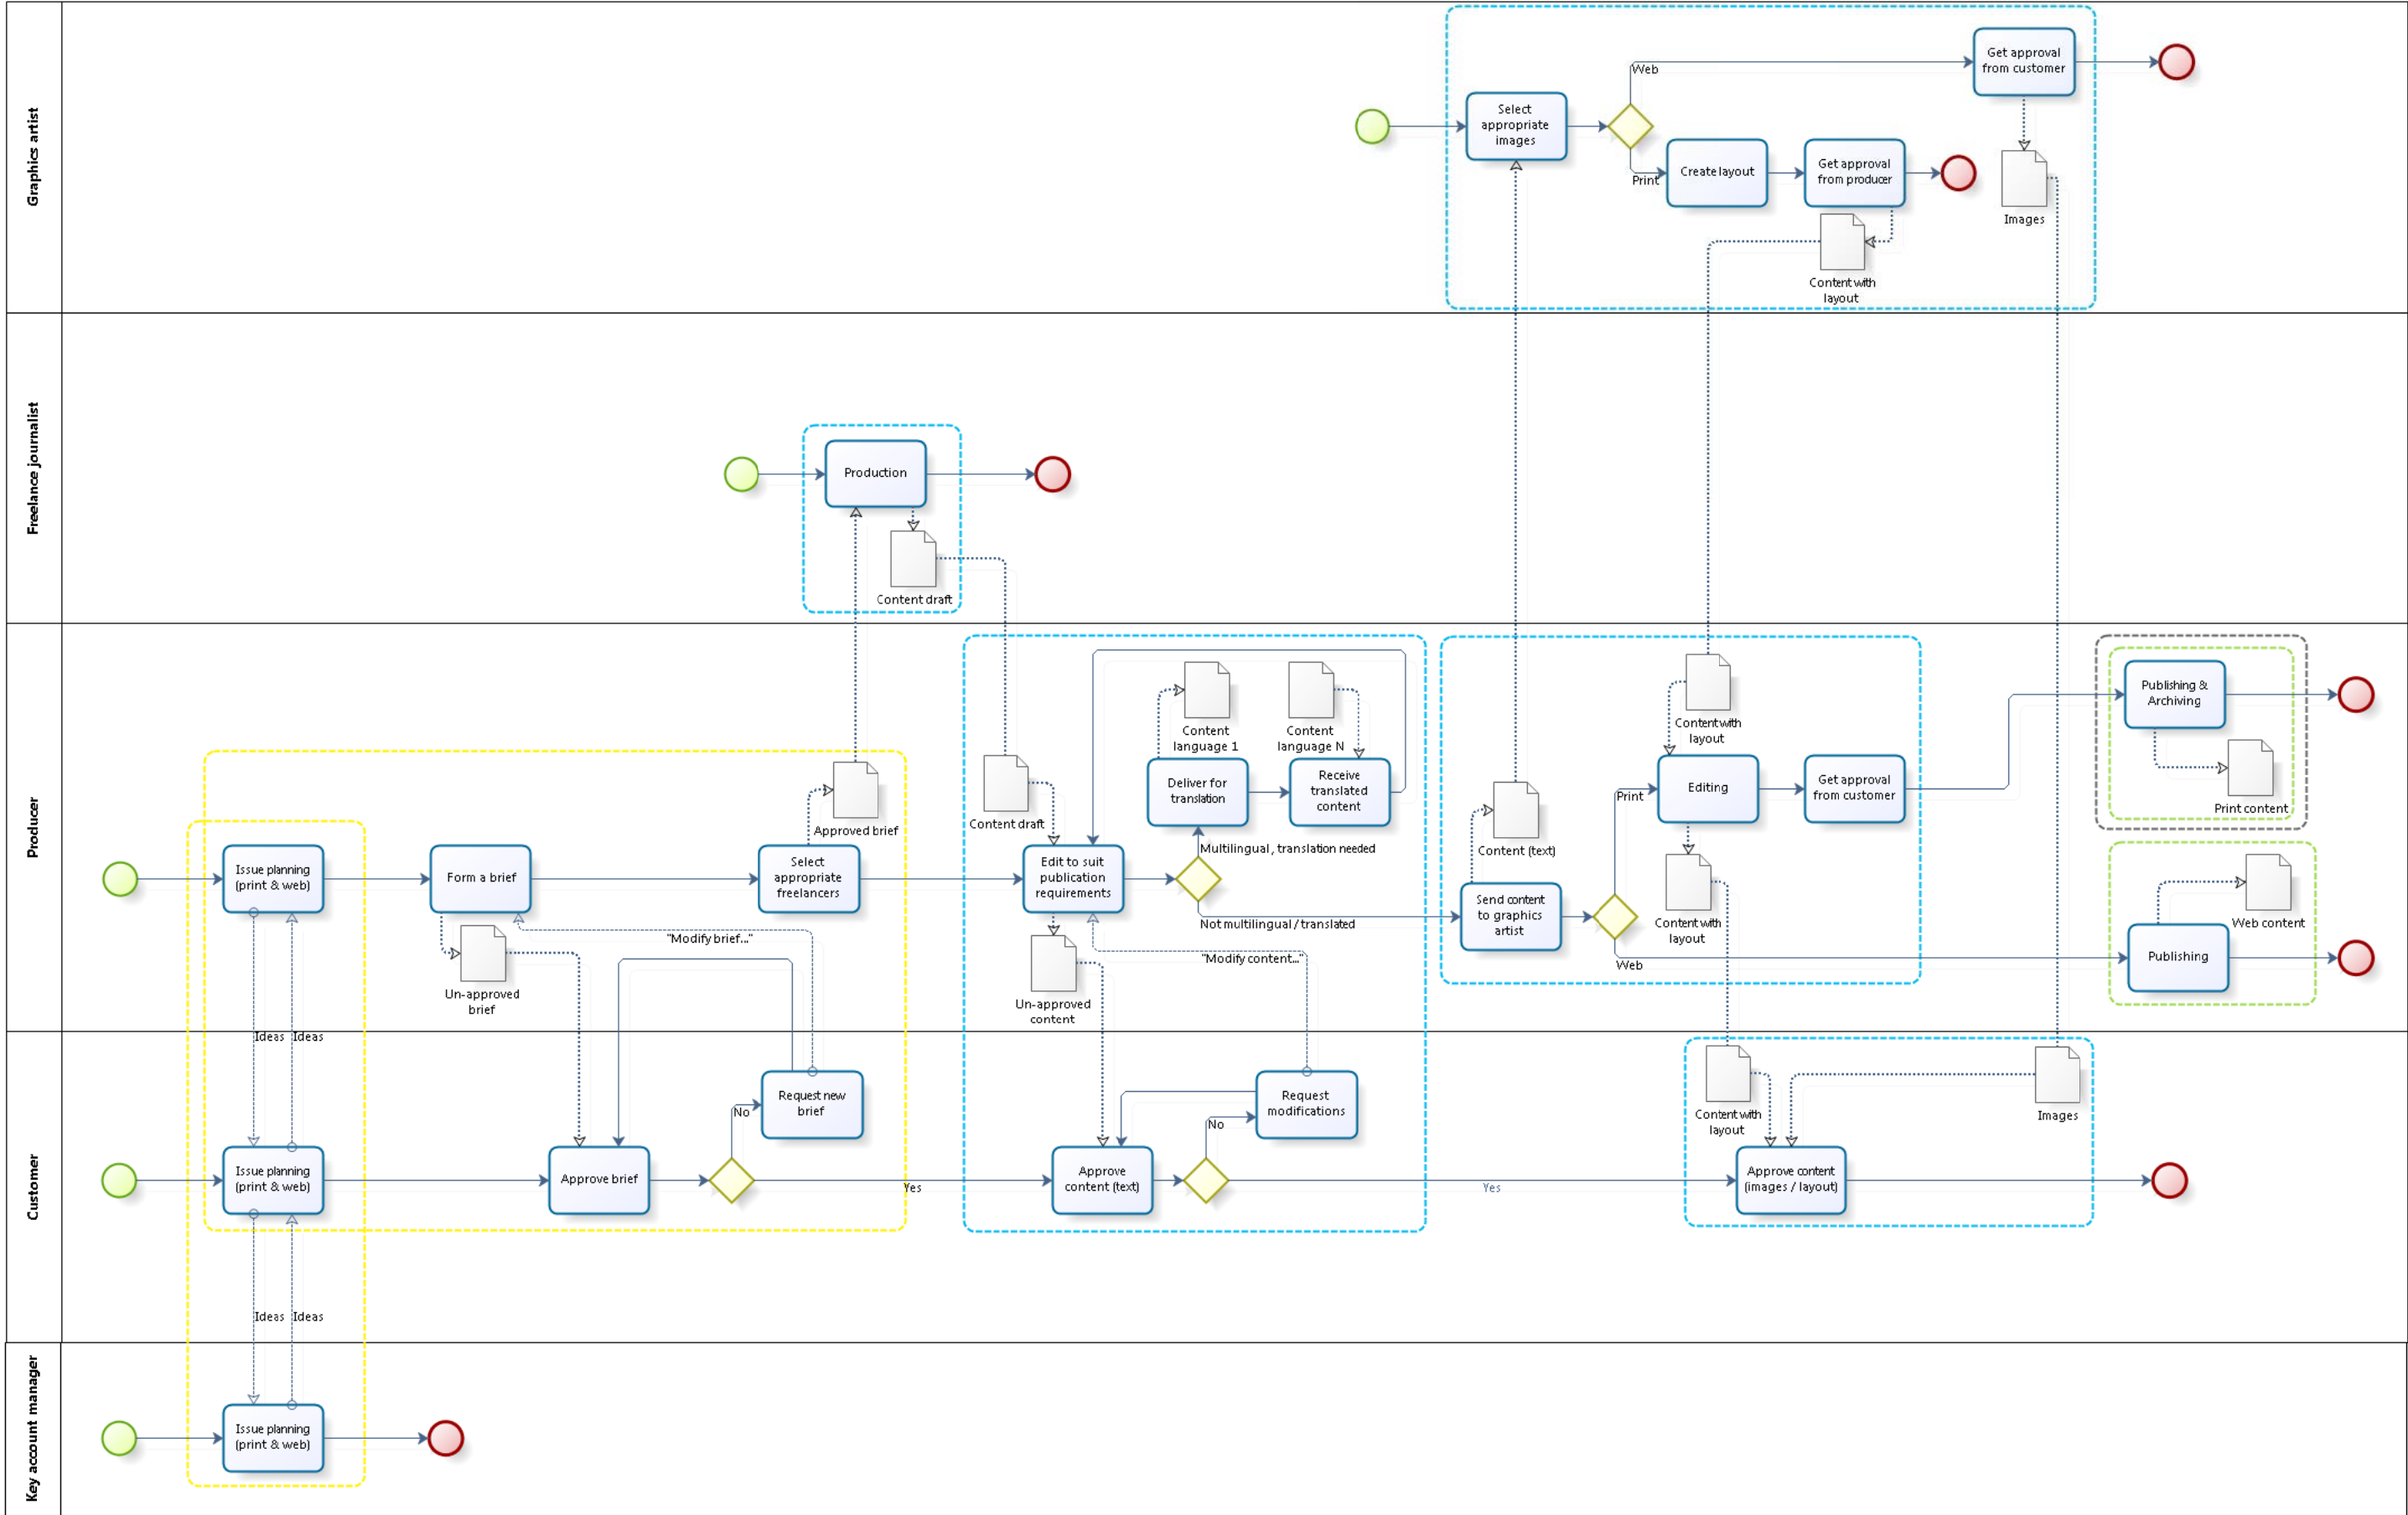 Graphics artist
Web
Get approval
from customer
Select
appropriate
images
Print
Create layout
Get approval
from producer
Images
Content with
layout
Freelance journalist
Production
Content draft
Producer
Issue planning
(print & web)
Form a brief
Select
appropriate
freelancers
Approved brief
Un-approved
brief
"Modify brief..."
Content draft
Edit to suit
publication
requirements
Un-approved
content
Content
language 1
Content
language N
Deliver for
translation
Receive
translated
content
Multilingual, translation needed
Not multilingual / translated
"Modify content..."
Content (text)
Send content
to graphics
artist
Print
Web
Content with
layout
Editing
Get approval
from customer
Content with
layout
Publishing &
Archiving
Print content
Web content
Publishing
Ideas
Ideas
Customer
Issue planning
(print & web)
Approve brief
No
Request new
brief
Yes
Approve
content (text)
No
Request
modifications
Yes
Content with
layout
Images
Approve content
(images / layout)
Ideas
Ideas
Key account manager
Issue planning
(print & web)